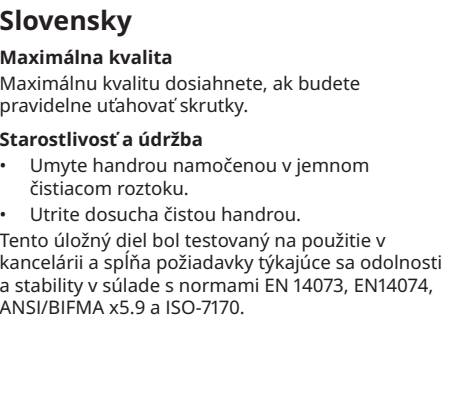 Slovensky
Maximálna kvalita
Maximálnu kvalitu dosiahnete, ak budete
pravidelne uťahovať skrutky.
Starostlivosť a údržba
• Umyte handrou namočenou v jemnom
čistiacom roztoku.
• Utrite dosucha čistou handrou.
Tento úložný diel bol testovaný na použitie v
kancelárii a spĺňa požiadavky týkajúce sa odolnosti
a stability v súlade s normami EN 14073, EN14074,
ANSI/BIFMA x5.9 a ISO-7170.